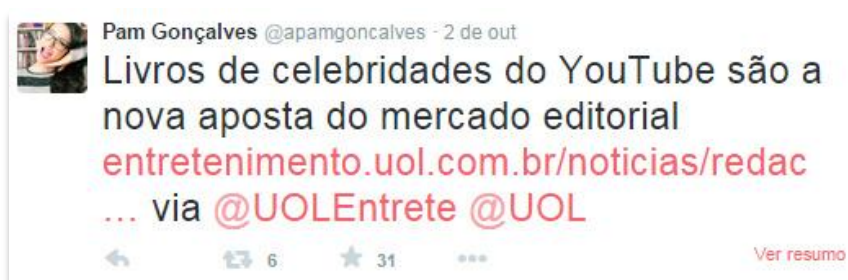 Pam Gonçalves @apamgoncalves · 2 de out
Livros de celebridades do YouTube são a
nova aposta do mercado editorial
entretenimento.uol.com.br/noticias/redac
... via @UOLEntrete @UOL
6 31 Ver resumo